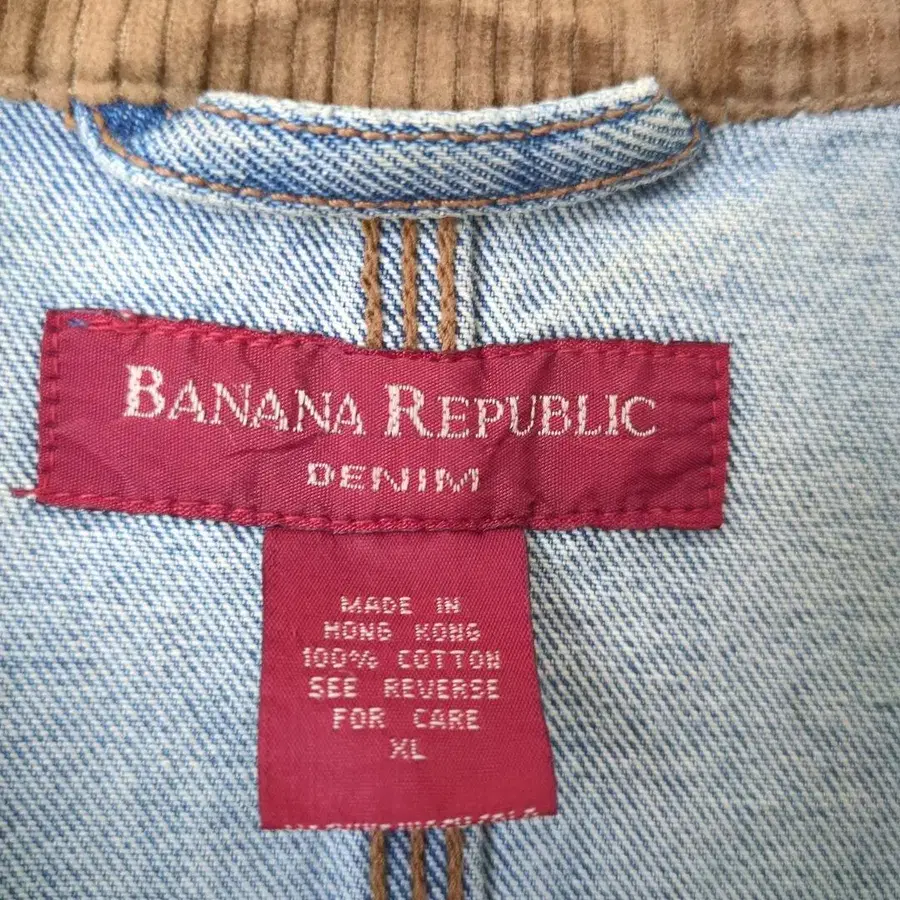 BANANA REPUBLIC
DENIM
MADE IN
HONG KONG
100% COTTON
SEE REVERSE
FOR CARE
XL